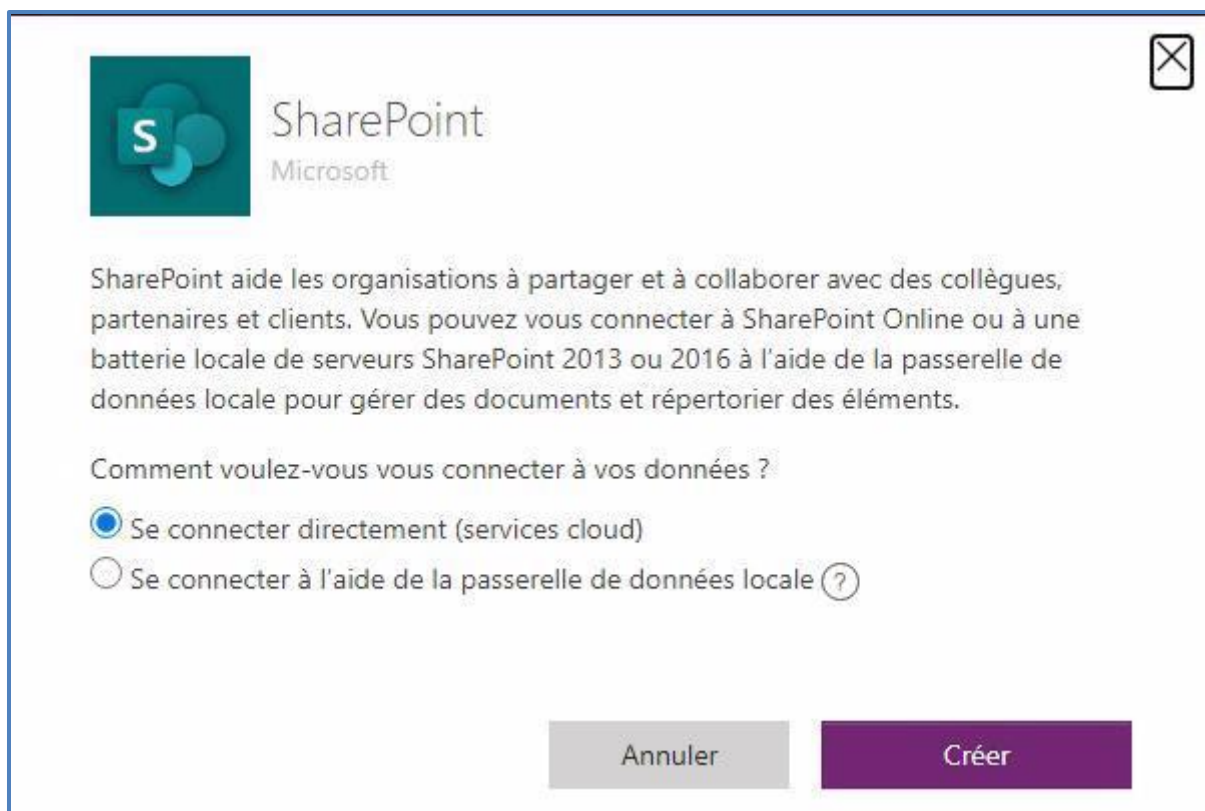 S
SharePoint
Microsoft
SharePoint aide les organisations à partager et à collaborer avec des collègues,
partenaires et clients. Vous pouvez vous connecter à SharePoint Online ou à une
batterie locale de serveurs SharePoint 2013 ou 2016 à l'aide de la passerelle de
données locale pour gérer des documents et répertorier des éléments.
Comment voulez-vous vous connecter à vos données ?
Se connecter directement (services cloud)
Se connecter à l'aide de la passerelle de données locale ?
Annuler
Créer